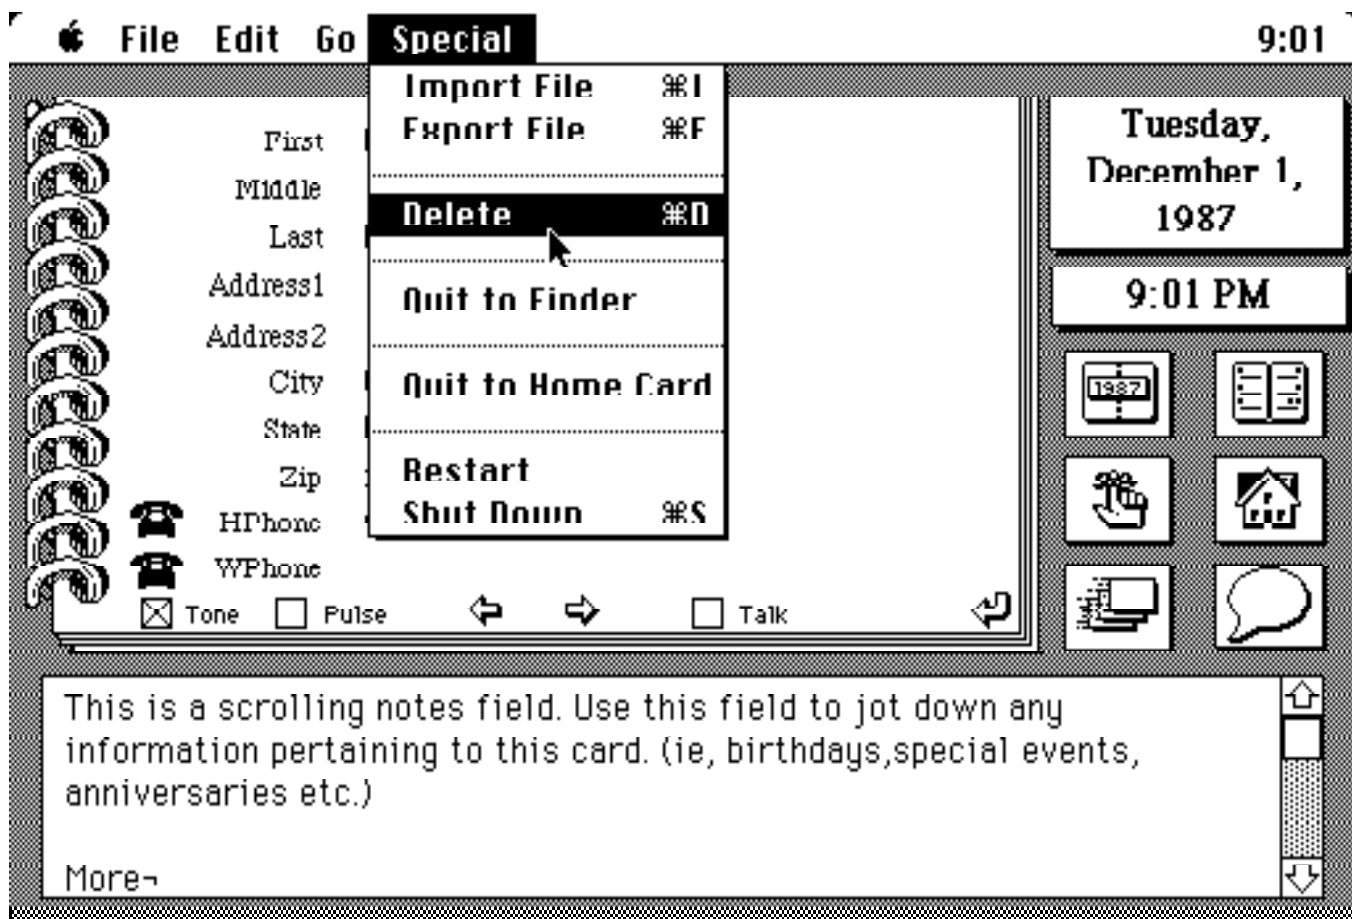 File Edit Go Special 9:01
Import File ⌘I
Export File ⌘E
Delete ⌘D
Quit to Finder
Quit to Home Card
Restart
Shut Down ⌘S
First
Middle
Last
Address1
Address2
City
State
Zip
HPhone
WPhone
Tone Pulse Talk
Tuesday,
December 1,
1987
9:01 PM
1987
This is a scrolling notes field. Use this field to jot down any
information pertaining to this card. (ie, birthdays,special events,
anniversaries etc.)
More¬